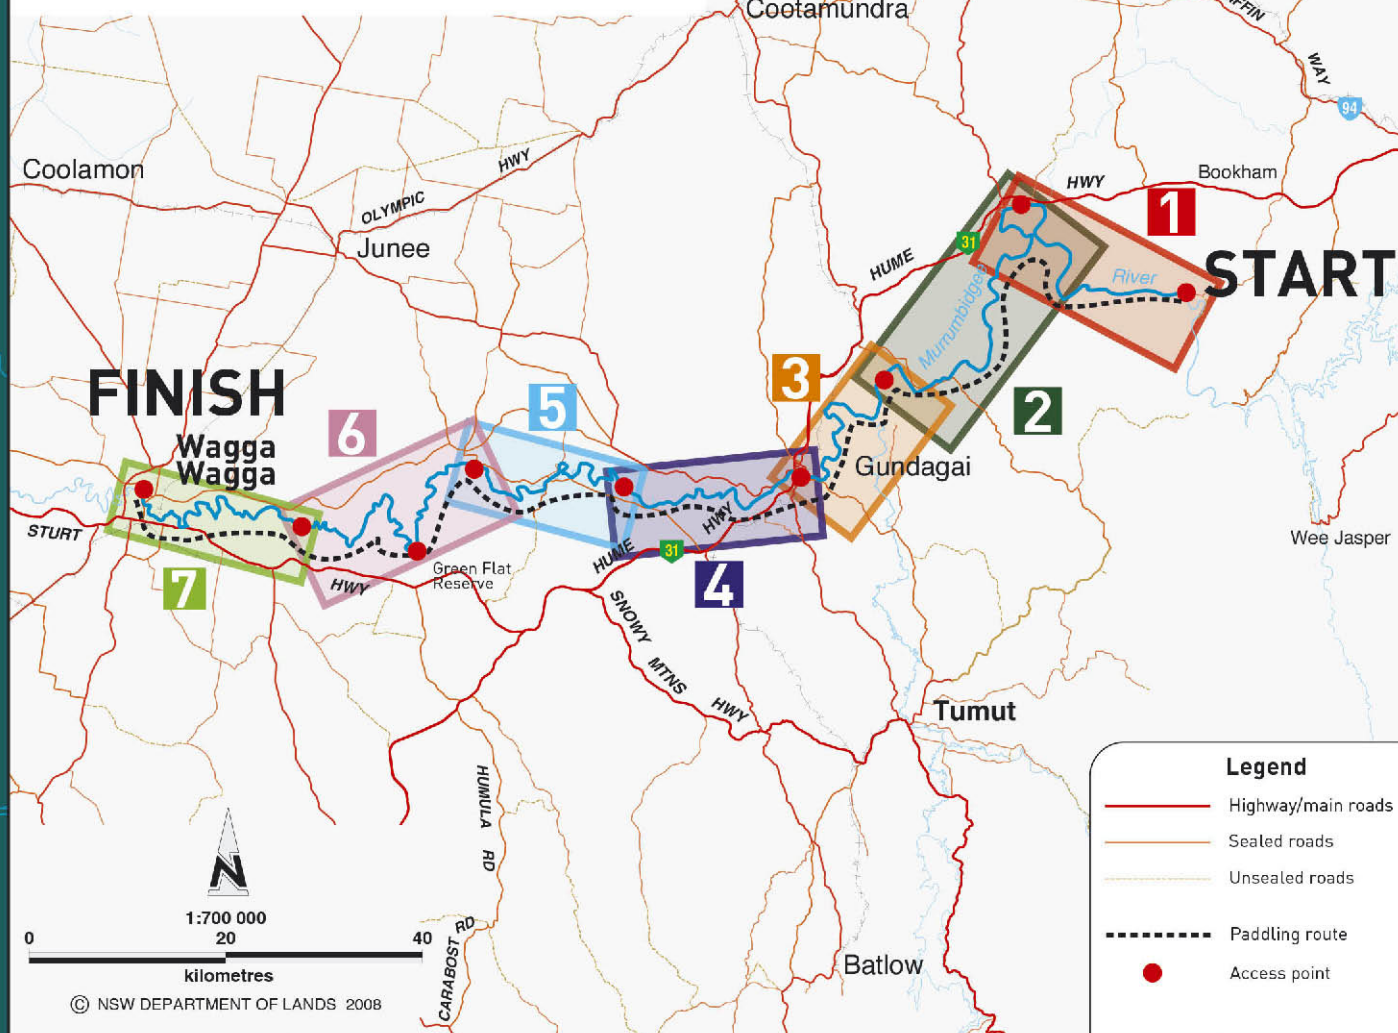 Cootamundra
WAY
94
Coolamon
HWY
OLYMPIC
Junee
HWY
Bookham
1
31
HUME
START
River
Murrumbidgee
FINISH
3
2
5
6
Wagga
Wagga
Gundagai
STURT
HWY
31
HUME
4
Wee Jasper
7
HWY
Green Flat
Reserve
SNOWY
MTNS
HWY
Tumut
HUMULA
RD
Legend
Highway/main roads
Sealed roads
Unsealed roads
Paddling route
Access point
N
1:700 000
0 20 40
kilometres
© NSW DEPARTMENT OF LANDS 2008
CARABOST
RD
Batlow